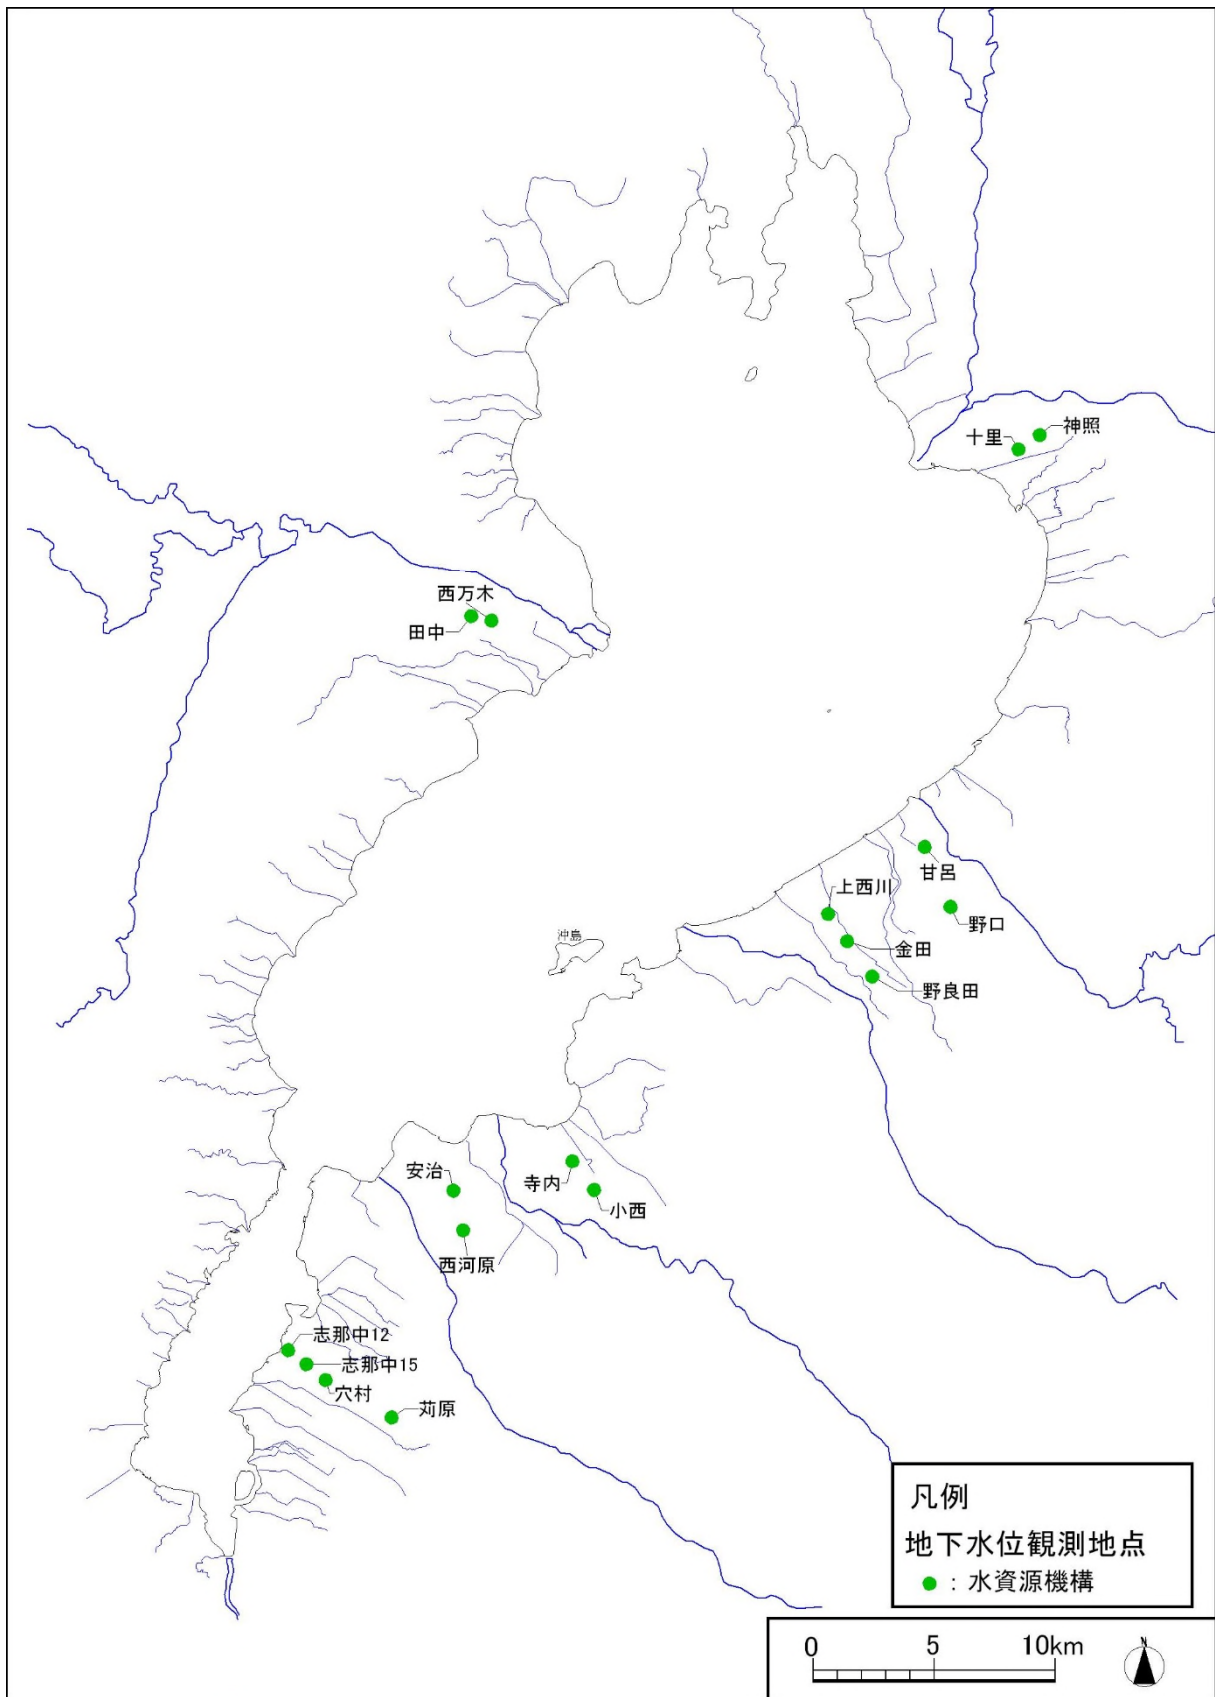 神照
十里
西万木
田中
甘呂
上西川
野口
沖島
金田
野良田
安治
寺内
小西
西河原
志那中12
志那中15
穴村
苅原
凡例
地下水位観測地点
：水資源機構
0 5 10km
N